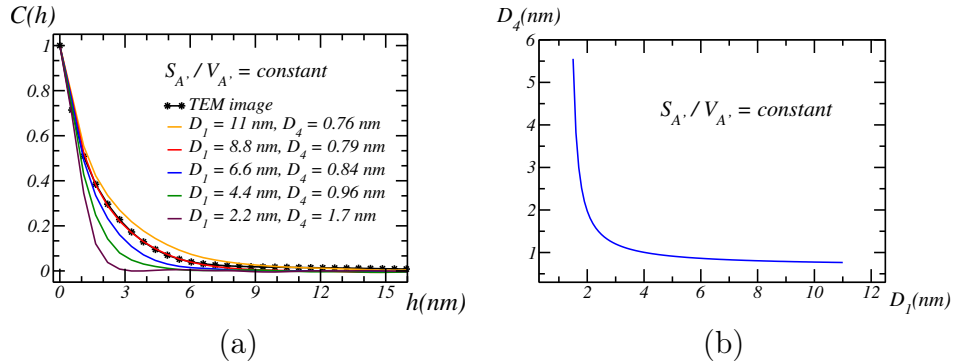 C(h)
1
0.8
0.6
0.4
0.2
0
S_A' / V_A' = constant
TEM image
D_1 = 11 nm, D_4 = 0.76 nm
D_1 = 8.8 nm, D_4 = 0.79 nm
D_1 = 6.6 nm, D_4 = 0.84 nm
D_1 = 4.4 nm, D_4 = 0.96 nm
D_1 = 2.2 nm, D_4 = 1.7 nm
0 3 6 9 12 15
h(nm)
(a)
D_4(nm)
6
5
4
3
2
1
0
S_A' / V_A' = constant
2 4 6 8 10 12
D_1(nm)
(b)